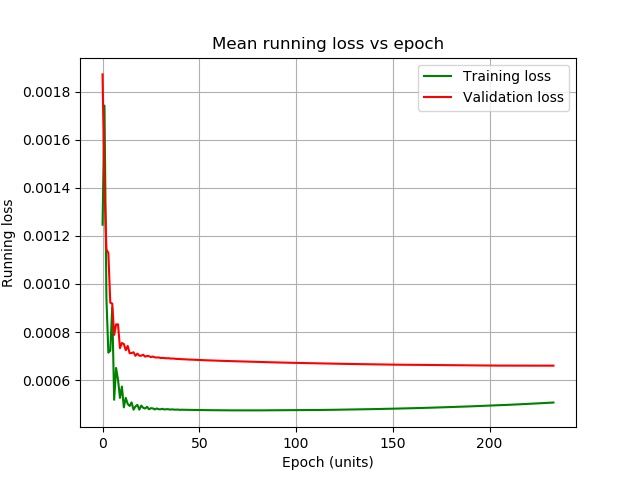 Mean running loss vs epoch
Training loss
Validation loss
0.0018
0.0016
0.0014
0.0012
0.0010
0.0008
0.0006
Running loss
0 50 100 150 200
Epoch (units)